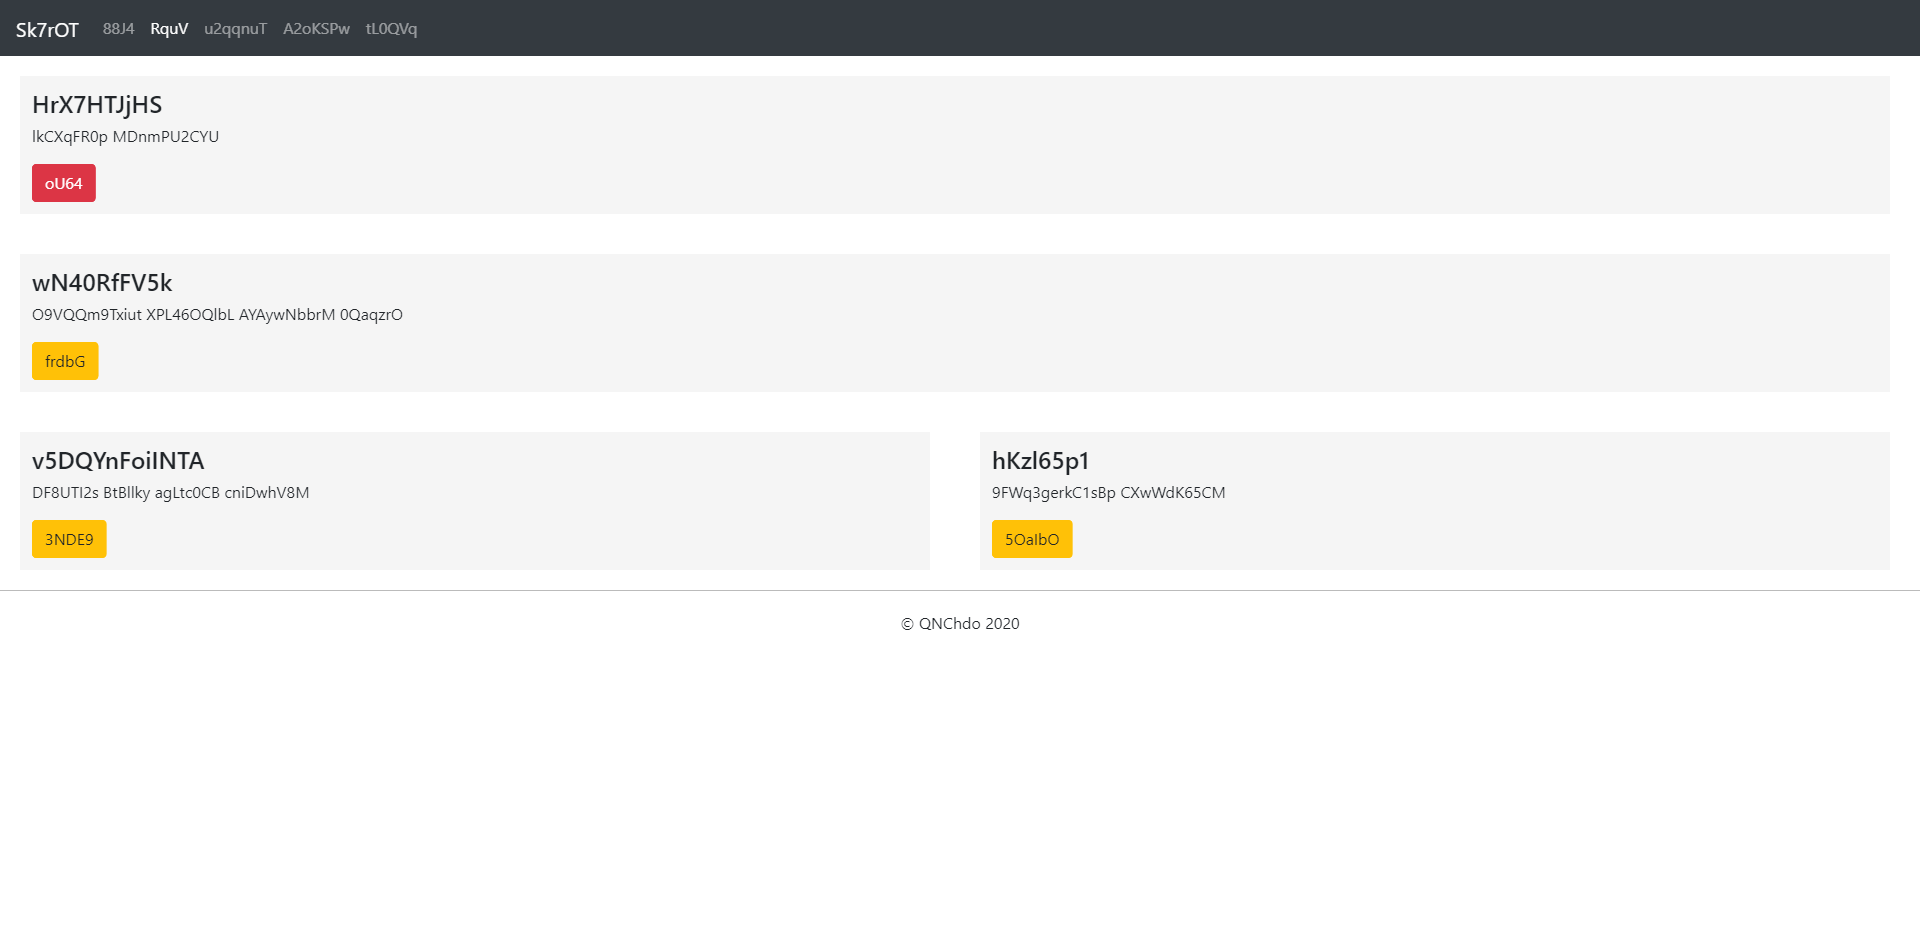 Sk7rOT 88J4 RquV u2qqnuT A2oKSPw tL0QVq
HrX7HTJjHS
lkCXqFR0p MDnmPU2CYU
oU64
wN40RfFV5k
O9VQQm9Txiut XPL46OQlbL AYAywNbbrM 0QaqzrO
frdbG
v5DQYnFoiINTA
DF8UTI2s BtBllky agLtc0CB cniDwhV8M
3NDE9
hKzl65p1
9FWq3gerkC1sBp CXwWdK65CM
5OaIbO
© QNChdo 2020